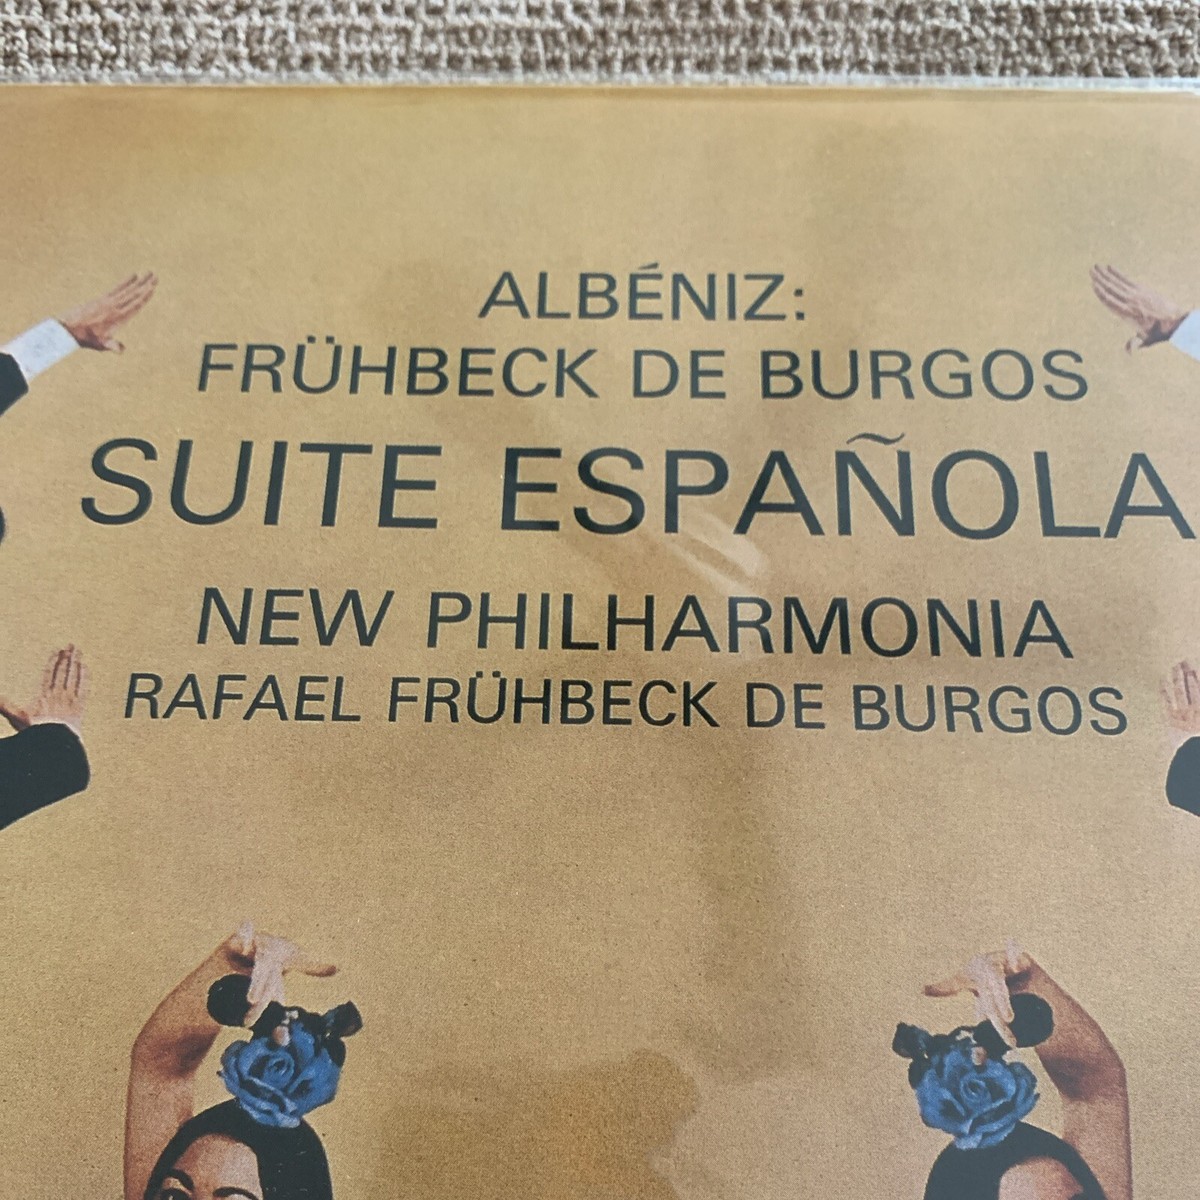 ALBÉNIZ:
FRÜHBECK DE BURGOS
SUITE ESPAÑOLA
NEW PHILHARMONIA
RAFAEL FRÜHBECK DE BURGOS